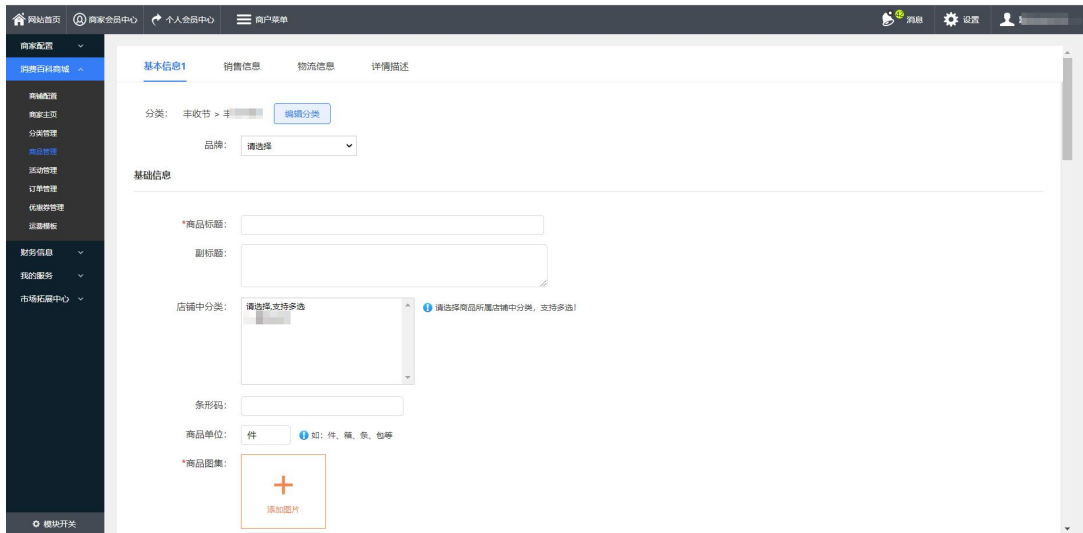 网站首页 商家会员中心 个人会员中心 商户菜单 42 消息 设置
商家配置
消费百科商城
商铺配置
商家主页
分类管理
商品管理
活动管理
订单管理
优惠券管理
运费模板
财务信息
我的服务
市场拓展中心
模块开关
基本信息1 销售信息 物流信息 详情描述
分类： 丰收节 > 丰 编辑分类
品牌： 请选择
基础信息
*商品标题：
副标题：
店铺中分类： 请选择,支持多选 请选择商品所属店铺中分类，支持多选！
条形码：
商品单位： 件 如：件、箱、条、包等
*商品图集：
添加图片